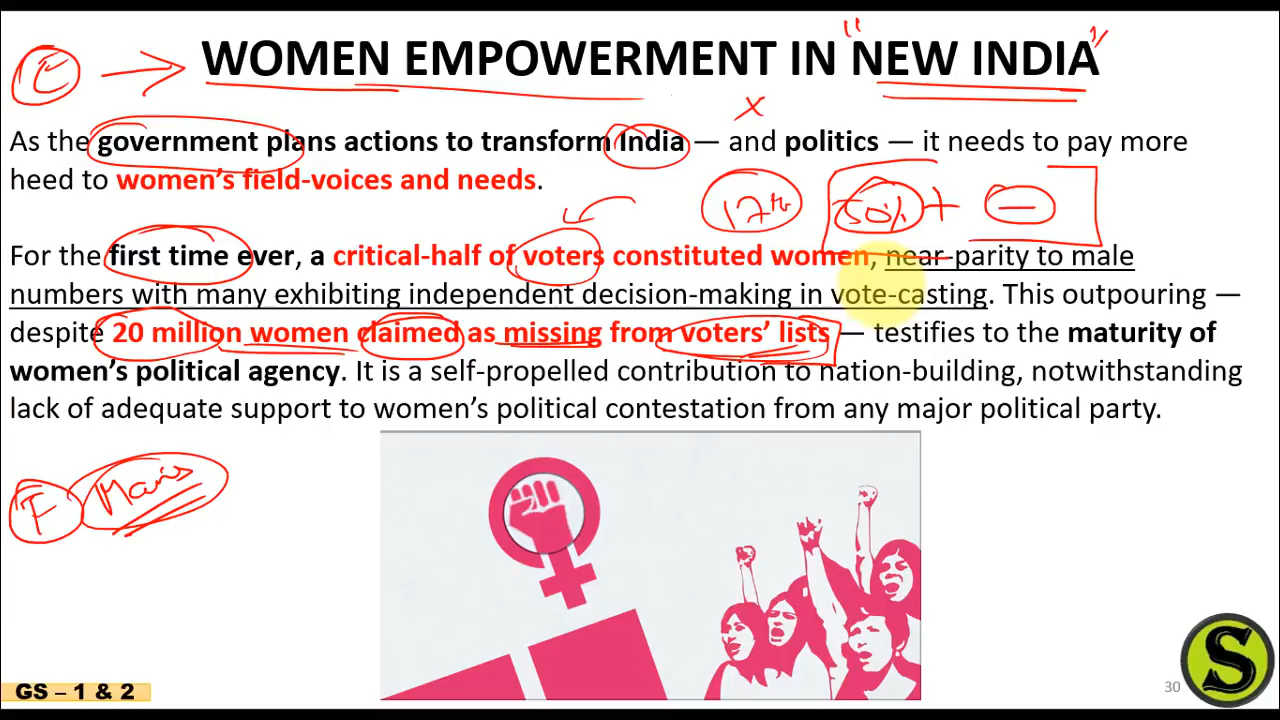 E → WOMEN EMPOWERMENT IN "NEW INDIA"
x
As the government plans actions to transform India — and politics — it needs to pay more
heed to women's field-voices and needs.
17th 50% + —
For the first time ever, a critical-half of voters constituted women, near-parity to male
numbers with many exhibiting independent decision-making in vote-casting. This outpouring —
despite 20 million women claimed as missing from voters' lists — testifies to the maturity of
women's political agency. It is a self-propelled contribution to nation-building, notwithstanding
lack of adequate support to women's political contestation from any major political party.
F
GS – 1 & 2
30
S